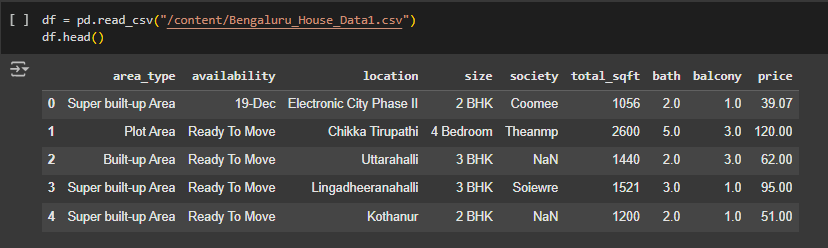 [ ] df = pd.read_csv("/content/Bengaluru_House_Data1.csv")
df.head()
area_type availability location size society total_sqft bath balcony price
0 Super built-up Area 19-Dec Electronic City Phase II 2 BHK Coomee 1056 2.0 1.0 39.07
1 Plot Area Ready To Move Chikka Tirupathi 4 Bedroom Theanmp 2600 5.0 3.0 120.00
2 Built-up Area Ready To Move Uttarahalli 3 BHK NaN 1440 2.0 3.0 62.00
3 Super built-up Area Ready To Move Lingadheeranahalli 3 BHK Soiewre 1521 3.0 1.0 95.00
4 Super built-up Area Ready To Move Kothanur 2 BHK NaN 1200 2.0 1.0 51.00